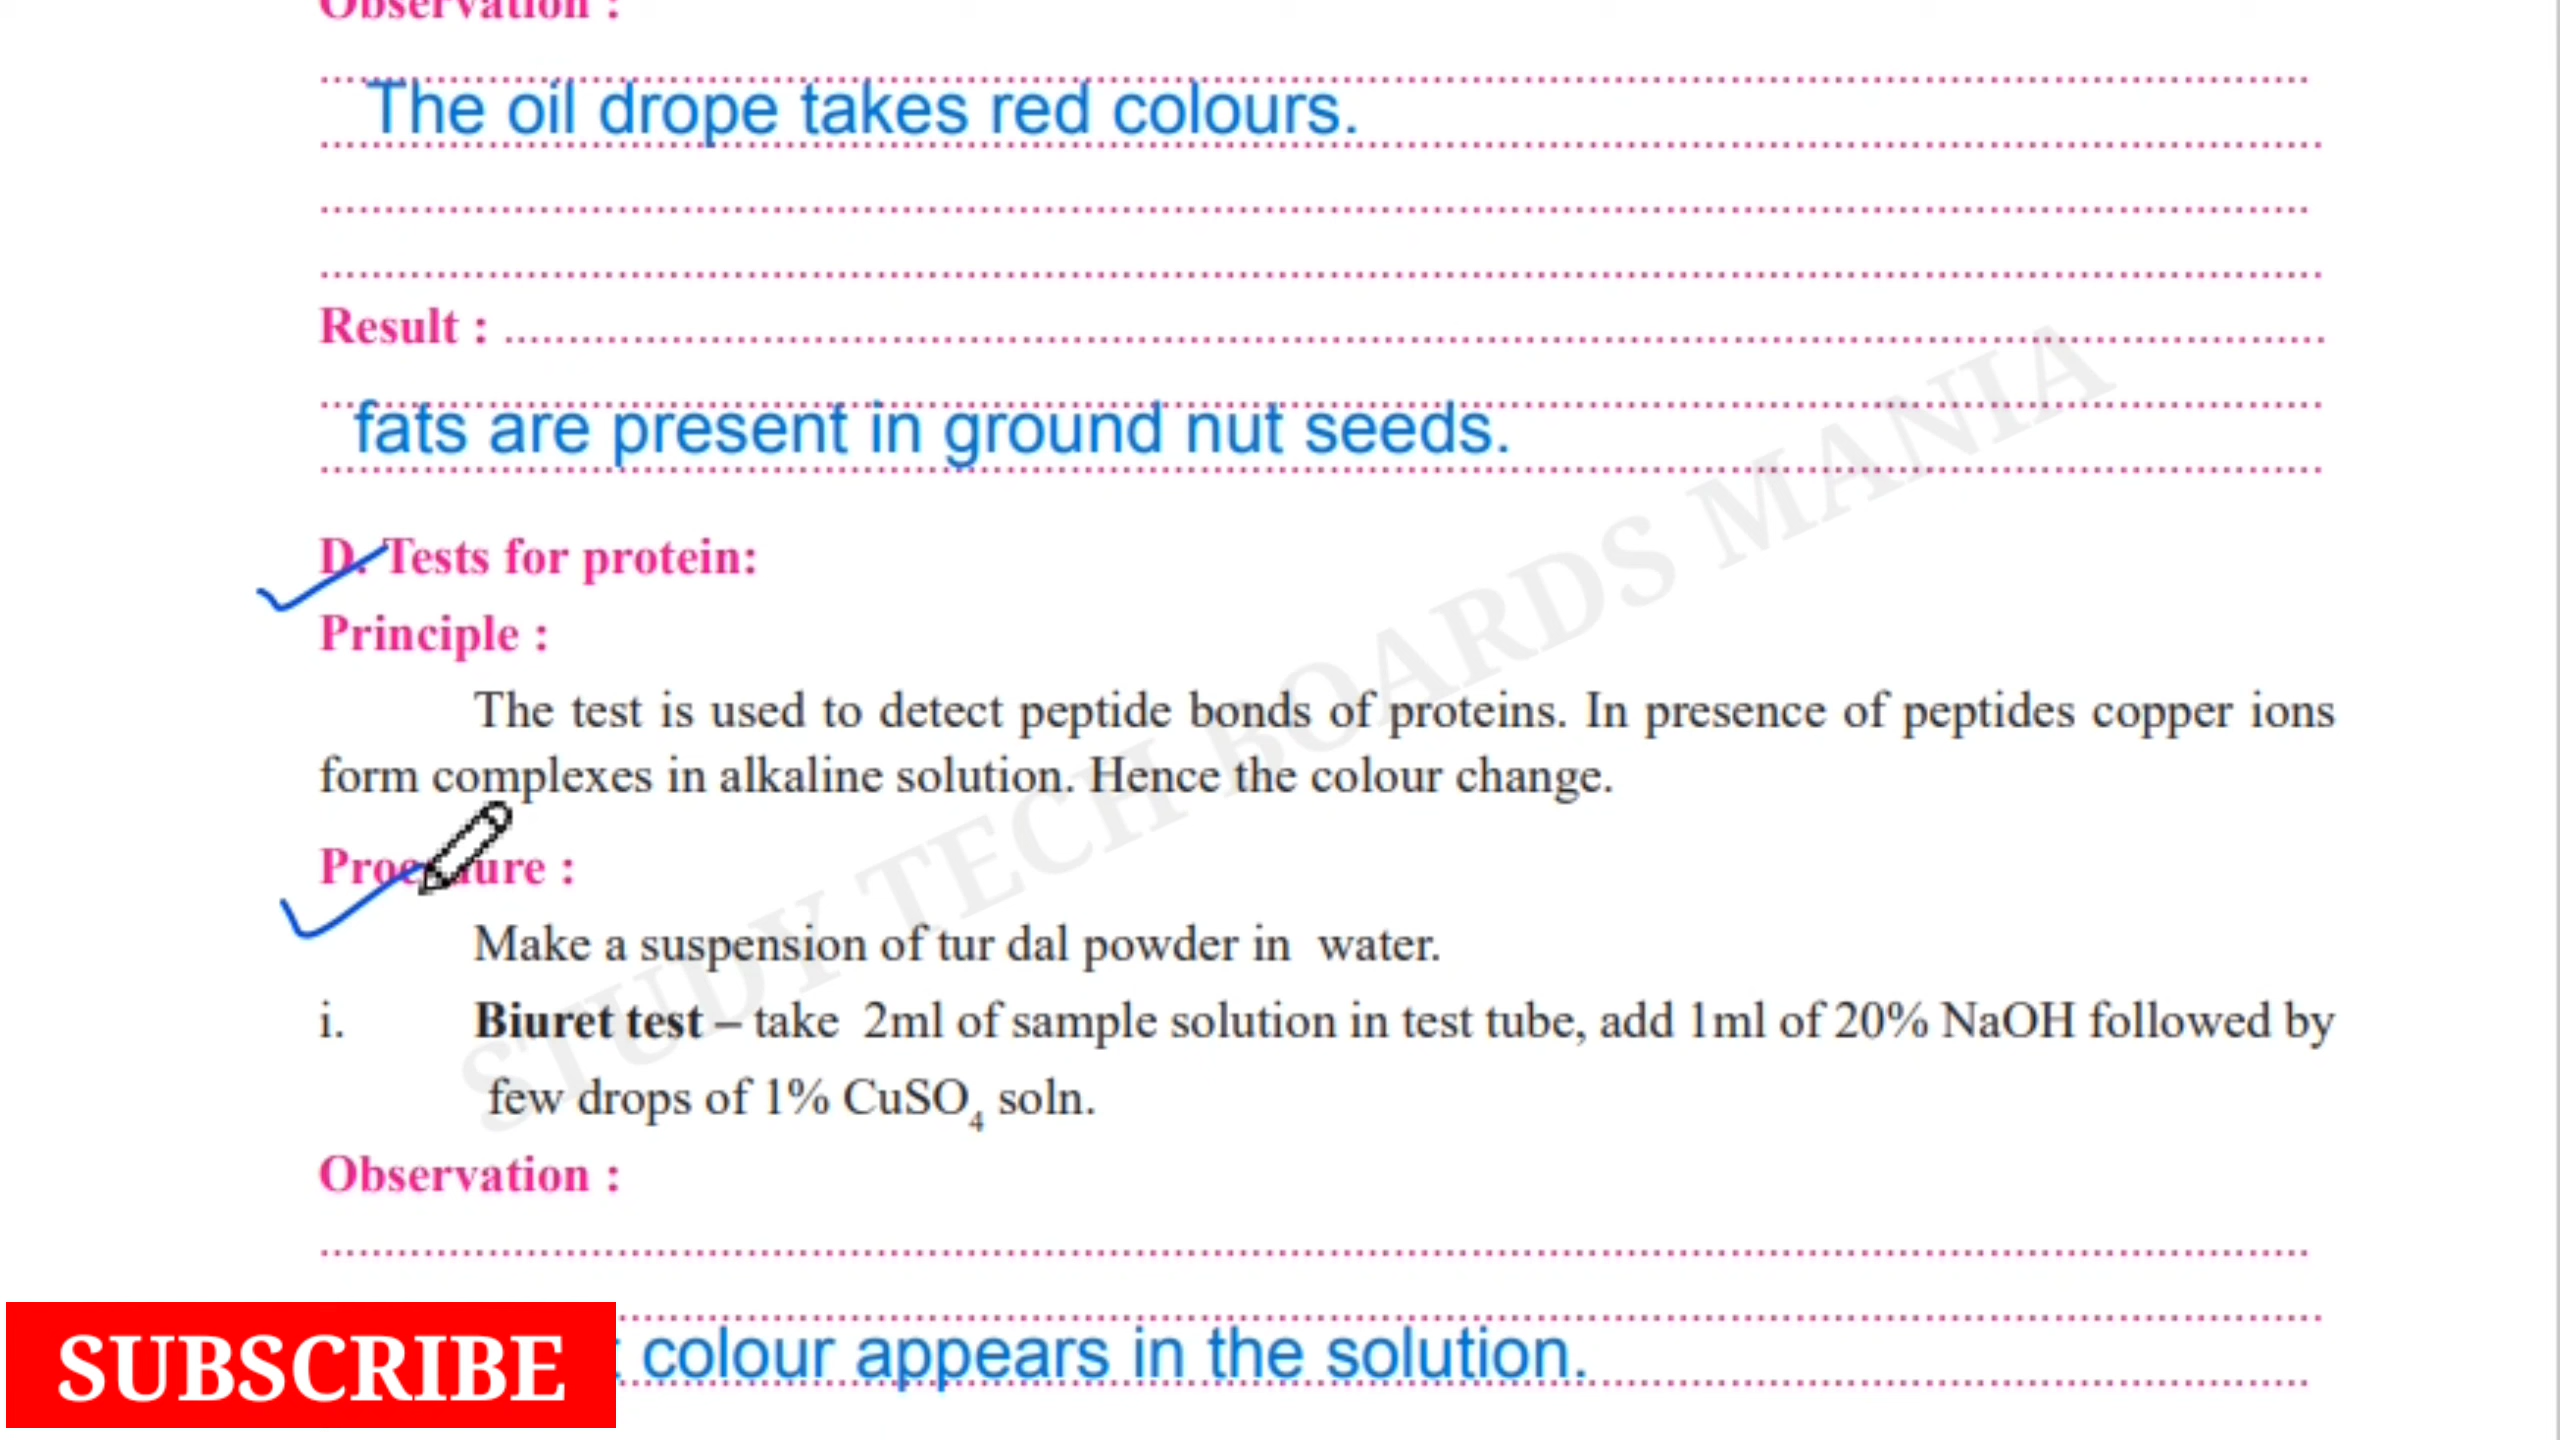 Observation :
The oil drope takes red colours.
Result :
fats are present in ground nut seeds.
D. Tests for protein:
Principle :
The test is used to detect peptide bonds of proteins. In presence of peptides copper ions
form complexes in alkaline solution. Hence the colour change.
Procedure :
Make a suspension of tur dal powder in water.
i. Biuret test – take 2ml of sample solution in test tube, add 1ml of 20% NaOH followed by
few drops of 1% CuSO₄ soln.
Observation :
colour appears in the solution.
SUBSCRIBE
STUDY TECH BOARDS MANIA